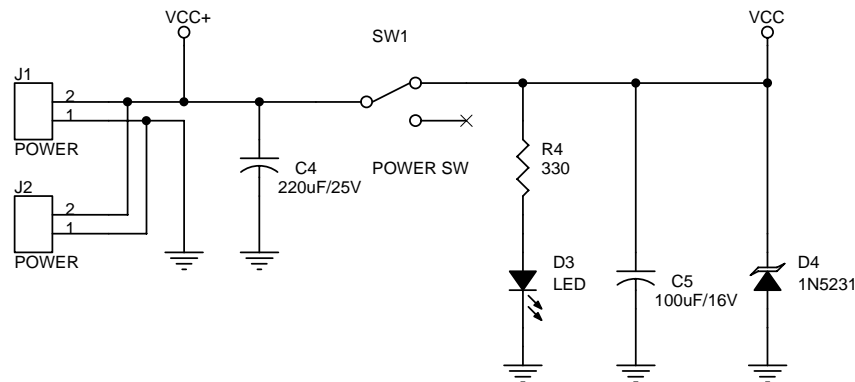 VCC+
VCC
SW1
J1
2
1
POWER
C4
220uF/25V
POWER SW
R4
330
J2
2
1
POWER
D3
LED
C5
100uF/16V
D4
1N5231